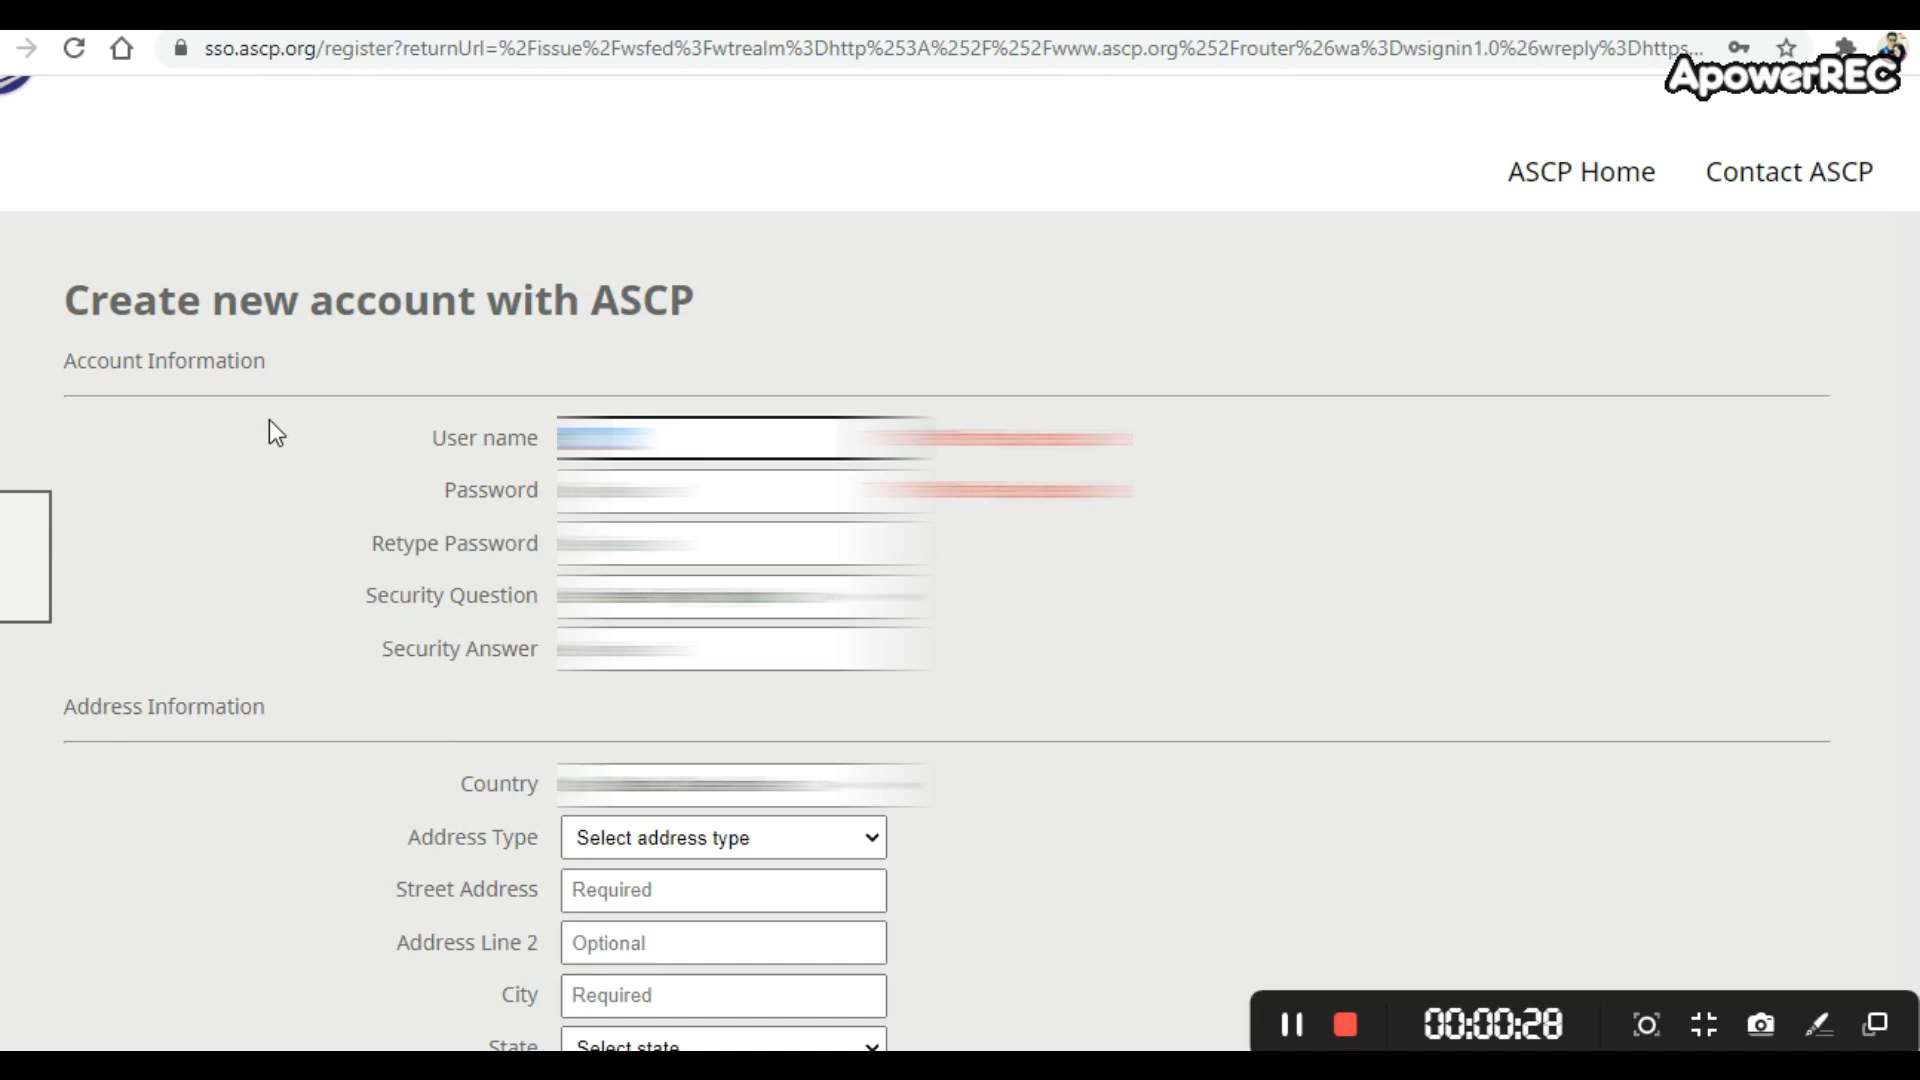 sso.ascp.org/register?returnUrl=%2Fissue%2Fwsfed%3Fwtrealm%3Dhttp%253A%252F%252Fwww.ascp.org%252Frouter%26wa%3Dwsignin1.0%26wreply%3Dhttps...
ApowerREC
ASCP Home Contact ASCP
Create new account with ASCP
Account Information
User name
Password
Retype Password
Security Question
Security Answer
Address Information
Country
Address Type Select address type
Street Address Required
Address Line 2 Optional
City Required
State Select state
00:00:28